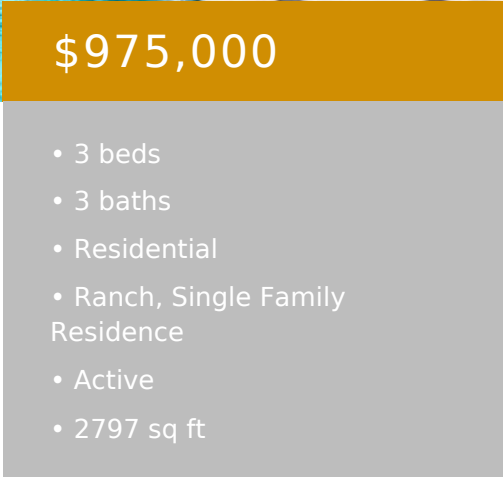 $975,000
• 3 beds
• 3 baths
• Residential
• Ranch, Single Family
Residence
• Active
• 2797 sq ft